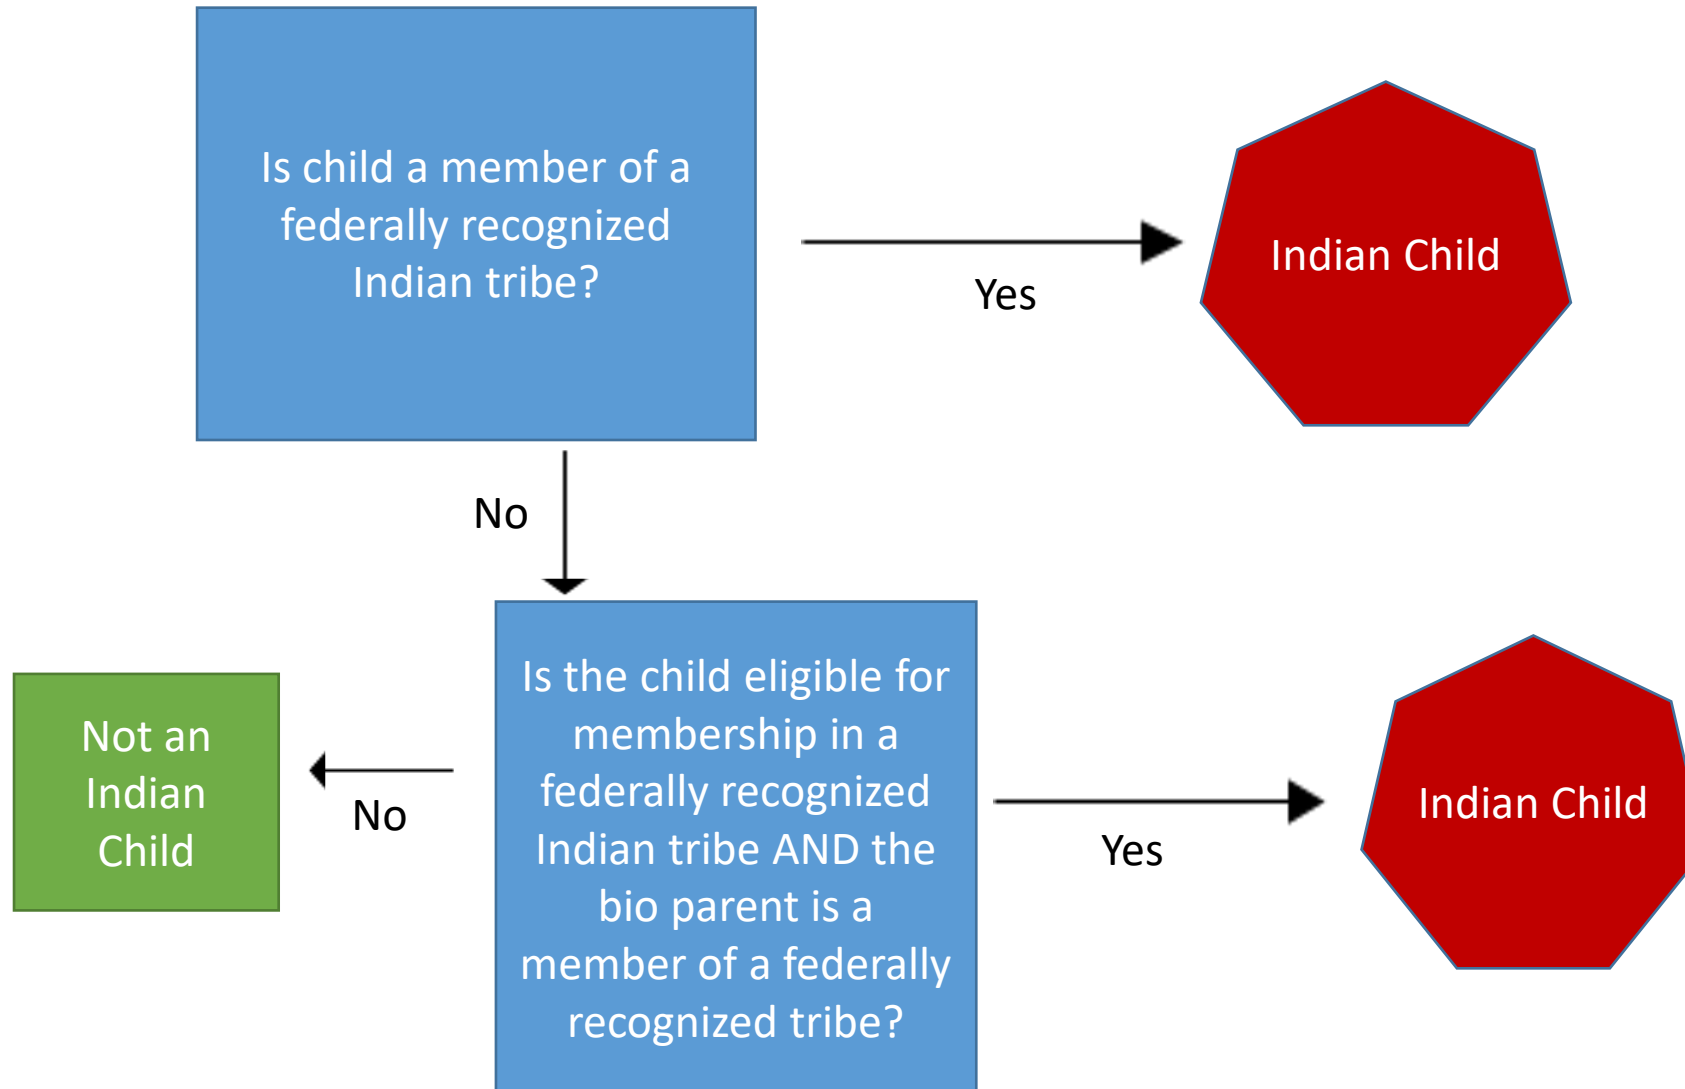 Is child a member of a
federally recognized
Indian tribe?
Yes
Indian Child
No
Is the child eligible for
membership in a
federally recognized
Indian tribe AND the
bio parent is a
member of a federally
recognized tribe?
No
Not an
Indian
Child
Yes
Indian Child